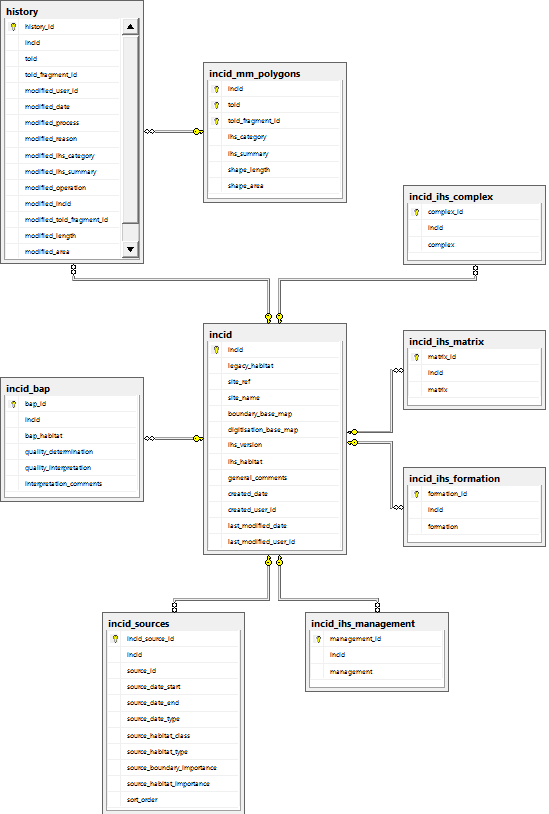 history
history_id
incid
toid
toid_fragment_id
modified_user_id
modified_date
modified_process
modified_reason
modified_ihs_category
modified_ihs_summary
modified_operation
modified_incid
modified_toid_fragment_id
modified_length
modified_area
incid_mm_polygons
incid
toid
toid_fragment_id
ihs_category
ihs_summary
shape_length
shape_area
incid_ihs_complex
complex_id
incid
complex
incid
incid
legacy_habitat
site_ref
site_name
boundary_base_map
digitisation_base_map
ihs_version
ihs_habitat
general_comments
created_date
created_user_id
last_modified_date
last_modified_user_id
incid_ihs_matrix
matrix_id
incid
matrix
incid_bap
bap_id
incid
bap_habitat
quality_determination
quality_interpretation
interpretation_comments
incid_ihs_formation
formation_id
incid
formation
incid_sources
incid_source_id
incid
source_id
source_date_start
source_date_end
source_date_type
source_habitat_class
source_habitat_type
source_boundary_importance
source_habitat_importance
sort_order
incid_ihs_management
management_id
incid
management